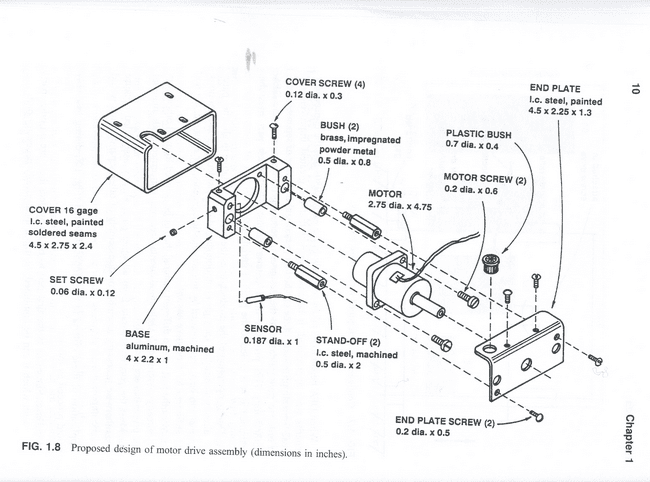 COVER SCREW (4)
0.12 dia. x 0.3
END PLATE
l.c. steel, painted
4.5 x 2.25 x 1.3
10
BUSH (2)
brass, impregnated
powder metal
0.5 dia. x 0.8
PLASTIC BUSH
0.7 dia. x 0.4
MOTOR SCREW (2)
0.2 dia. x 0.6
MOTOR
2.75 dia. x 4.75
COVER 16 gage
l.c. steel, painted
soldered seams
4.5 x 2.75 x 2.4
SET SCREW
0.06 dia. x 0.12
BASE
aluminum, machined
4 x 2.2 x 1
SENSOR
0.187 dia. x 1
STAND-OFF (2)
l.c. steel, machined
0.5 dia. x 2
END PLATE SCREW (2)
0.2 dia. x 0.5
Chapter 1
FIG. 1.8 Proposed design of motor drive assembly (dimensions in inches).